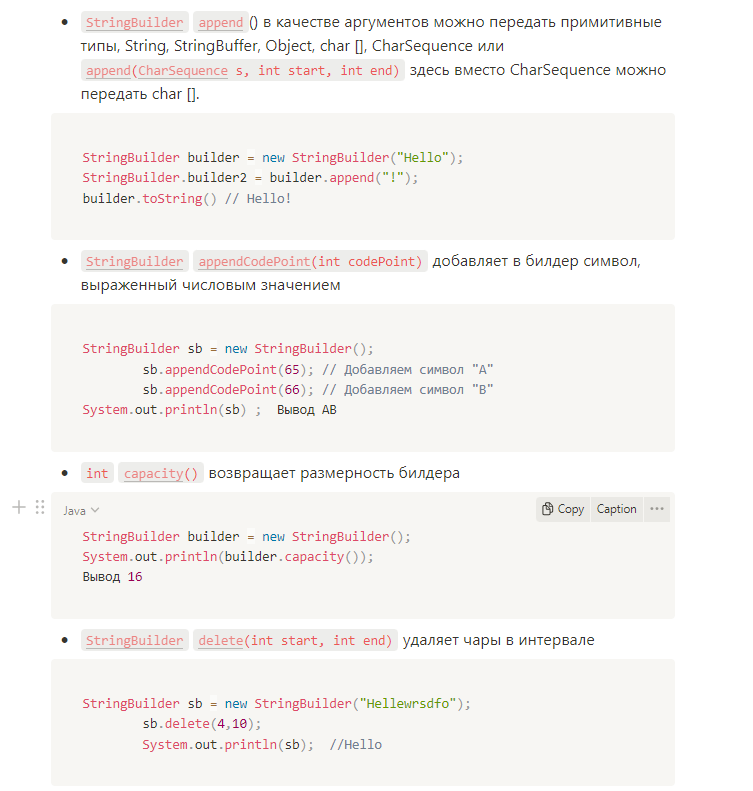 StringBuilder append() в качестве аргументов можно передать примитивные
типы, String, StringBuffer, Object, char [], CharSequence или
append(CharSequence s, int start, int end) здесь вместо CharSequence можно
передать char [].
StringBuilder builder = new StringBuilder("Hello");
StringBuilder.builder2 = builder.append("!");
builder.toString() // Hello!
StringBuilder appendCodePoint(int codePoint) добавляет в билдер символ,
выраженный числовым значением
StringBuilder sb = new StringBuilder();
sb.appendCodePoint(65); // Добавляем символ "A"
sb.appendCodePoint(66); // Добавляем символ "B"
System.out.println(sb) ;  Вывод AB
int capacity() возвращает размерность билдера
Java Copy Caption
StringBuilder builder = new StringBuilder();
System.out.println(builder.capacity());
Вывод 16
StringBuilder delete(int start, int end) удаляет чары в интервале
StringBuilder sb = new StringBuilder("Hellewrsdfo");
sb.delete(4,10);
System.out.println(sb);  //Hello